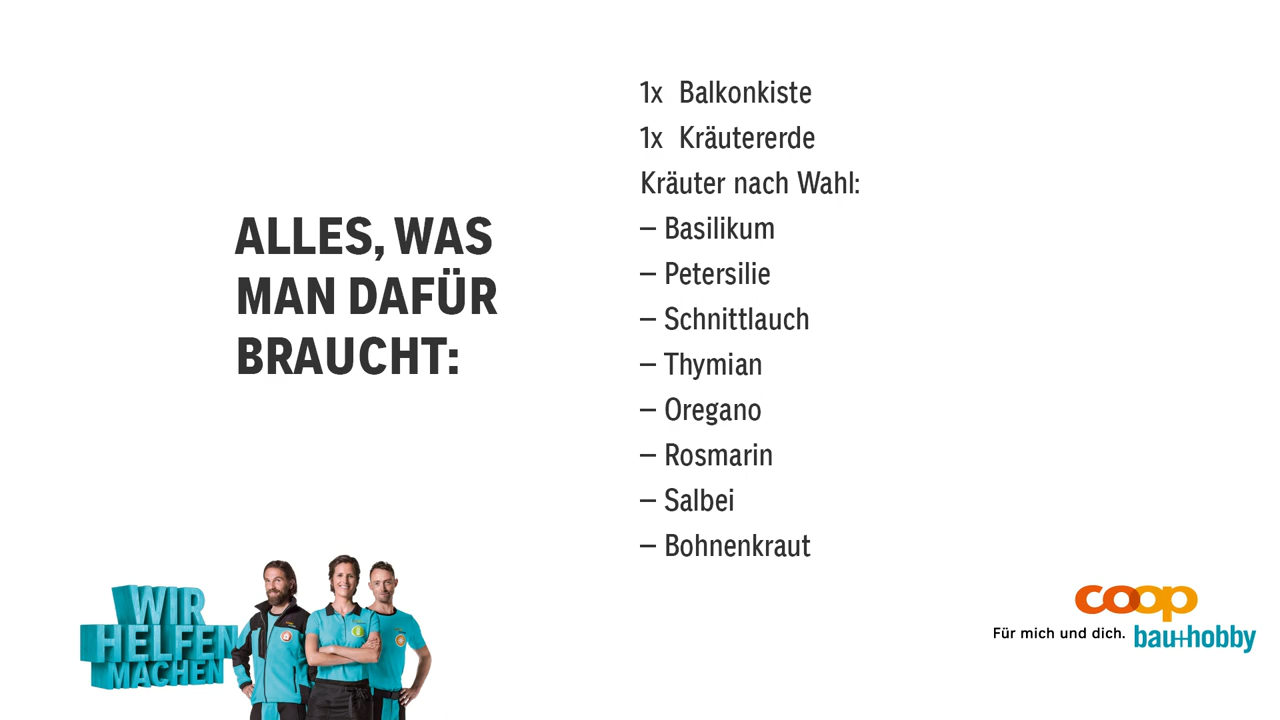 ALLES, WAS
MAN DAFÜR
BRAUCHT:
1x Balkonkiste
1x Kräutererde
Kräuter nach Wahl:
– Basilikum
– Petersilie
– Schnittlauch
– Thymian
– Oregano
– Rosmarin
– Salbei
– Bohnenkraut
WIR
HELFEN
MACHEN
coop
Für mich und dich. bau+hobby